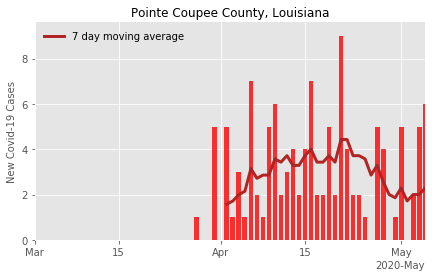 Pointe Coupee County, Louisiana
7 day moving average
New Covid-19 Cases
8
6
4
2
0
Mar 15 Apr 15 May
2020-May